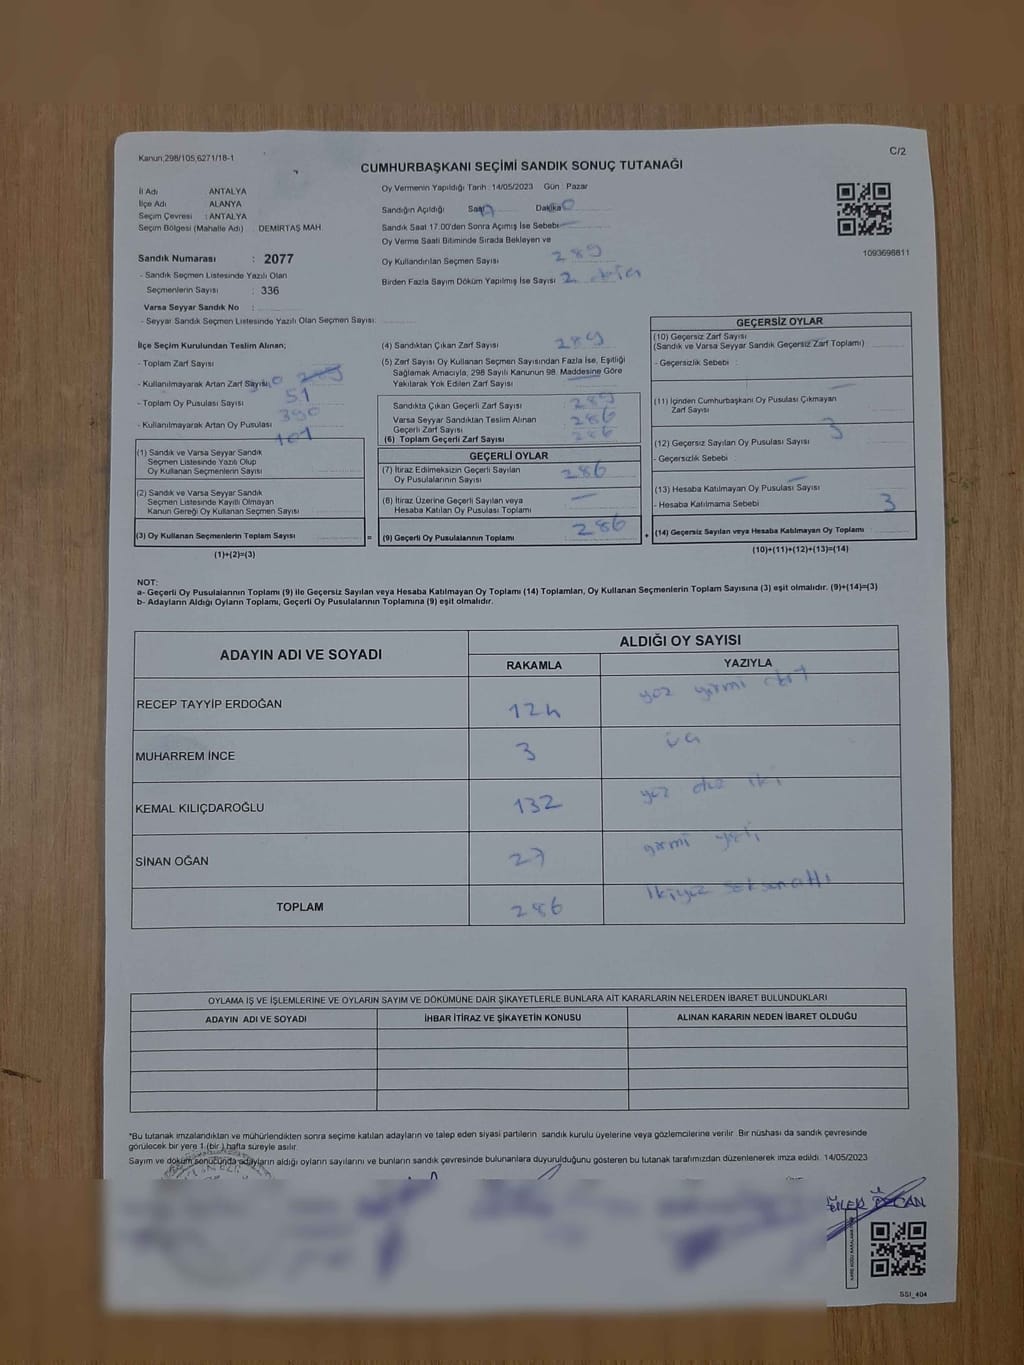 Kanun;298/105,6271/18-1
C/2
CUMHURBAŞKANI SEÇİMİ SANDIK SONUÇ TUTANAĞI
İl Adı ANTALYA
İlçe Adı ALANYA
Seçim Çevresi : ANTALYA
Seçim Bölgesi (Mahalle Adı) : DEMİRTAŞ MAH.
Oy Vermenin Yapıldığı Tarih : 14/05/2023 Gün : Pazar
Sandığın Açıldığı Saat Dakika
Sandık Saat 17.00'den Sonra Açımış İse Sebebi
Oy Verme Saati Bitiminde Sırada Bekleyen ve
Oy Kullandırılan Seçmen Sayısı 289
Birden Fazla Sayım Döküm Yapılmış İse Sayısı 2
1093698811
Sandık Numarası : 2077
- Sandık Seçmen Listesinde Yazılı Olan
Seçmenlerin Sayısı : 336
Varsa Seyyar Sandık No :
- Seyyar Sandık Seçmen Listesinde Yazılı Olan Seçmen Sayısı:
İlçe Seçim Kurulundan Teslim Alınan;
- Toplam Zarf Sayısı
- Kullanılmayarak Artan Zarf Sayısı
51
- Toplam Oy Pusulası Sayısı
390
- Kullanılmayarak Artan Oy Pusulası
101
(1) Sandık ve Varsa Seyyar Sandık
Seçmen Listesinde Yazılı Olup
Oy Kullanan Seçmenlerin Sayısı
(2) Sandık ve Varsa Seyyar Sandık
Seçmen Listesinde Kayıtlı Olmayan
Kanun Gereği Oy Kullanan Seçmen Sayısı
(3) Oy Kullanan Seçmenlerin Toplam Sayısı
(1)+(2)=(3)
=
(4) Sandıktan Çıkan Zarf Sayısı 289
(5) Zarf Sayısı Oy Kullanan Seçmen Sayısından Fazla İse, Eşitliği
Sağlamak Amacıyla, 298 Sayılı Kanunun 98. Maddesine Göre
Yakılarak Yok Edilen Zarf Sayısı
Sandıkta Çıkan Geçerli Zarf Sayısı : 289
Varsa Seyyar Sandıktan Teslim Alınan
Geçerli Zarf Sayısı : 286
(6) Toplam Geçerli Zarf Sayısı 286
GEÇERLİ OYLAR
(7) İtiraz Edilmeksizin Geçerli Sayılan
Oy Pusulalarının Sayısı : 286
(8) İtiraz Üzerine Geçerli Sayılan veya
Hesaba Katılan Oy Pusulası Toplamı
(9) Geçerli Oy Pusulalarının Toplamı 286
+
GEÇERSİZ OYLAR
(10) Geçersiz Zarf Sayısı
(Sandık ve Varsa Seyyar Sandık Geçersiz Zarf Toplamı)
- Geçersizlik Sebebi :
(11) İçinden Cumhurbaşkanı Oy Pusulası Çıkmayan
Zarf Sayısı
(12) Geçersiz Sayılan Oy Pusulası Sayısı 3
- Geçersizlik Sebebi :
(13) Hesaba Katılmayan Oy Pusulası Sayısı
- Hesaba Katılmama Sebebi 3
(14) Geçersiz Sayılan veya Hesaba Katılmayan Oy Toplamı
(10)+(11)+(12)+(13)=(14)
NOT:
a- Geçerli Oy Pusulalarının Toplamı (9) ile Geçersiz Sayılan veya Hesaba Katılmayan Oy Toplamı (14) Toplamları, Oy Kullanan Seçmenlerin Toplam Sayısına (3) eşit olmalıdır. (9)+(14)=(3)
b- Adayların Aldığı Oyların Toplamı, Geçerli Oy Pusulalarının Toplamına (9) eşit olmalıdır.
ADAYIN ADI VE SOYADI ALDIĞI OY SAYISI
RAKAMLA YAZIYLA
RECEP TAYYİP ERDOĞAN 124 yüz yirmi dört
MUHARREM İNCE 3 üç
KEMAL KILIÇDAROĞLU 132 yüz otuz iki
SİNAN OĞAN 27 yirmi yedi
TOPLAM 286 ikiyüz seksenaltı
OYLAMA İŞ VE İŞLEMLERİNE VE OYLARIN SAYIM VE DÖKÜMÜNE DAİR ŞİKAYETLERLE BUNLARA AİT KARARLARIN NELERDEN İBARET BULUNDUKLARI
ADAYIN ADI VE SOYADI İHBAR İTİRAZ VE ŞİKAYETİN KONUSU ALINAN KARARIN NEDEN İBARET OLDUĞU
*Bu tutanak imzalandıktan ve mühürlendikten sonra seçime katılan adayların ve talep eden siyasi partilerin sandık kurulu üyelerine veya gözlemcilerine verilir. Bir nüshası da sandık çevresinde
görülecek bir yere 1 (bir) hafta süreyle asılır.
Sayım ve döküm sonucunda adayların aldığı oyların sayılarını ve bunların sandık çevresinde bulunanlara duyurulduğunu gösteren bu tutanak tarafımızdan düzenlenerek imza edildi. 14/05/2023
SSI_404